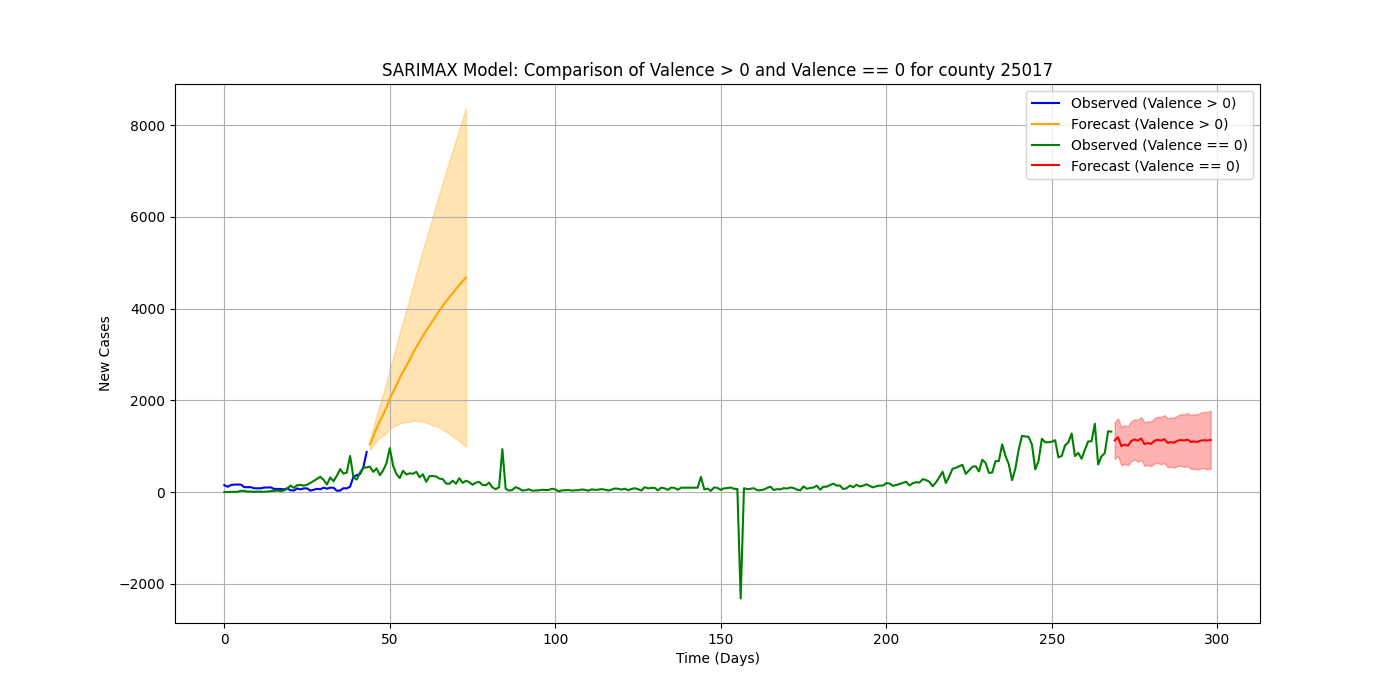 SARIMAX Model: Comparison of Valence > 0 and Valence == 0 for county 25017
Observed (Valence > 0)
Forecast (Valence > 0)
Observed (Valence == 0)
Forecast (Valence == 0)
New Cases
8000
6000
4000
2000
0
−2000
0 50 100 150 200 250 300
Time (Days)